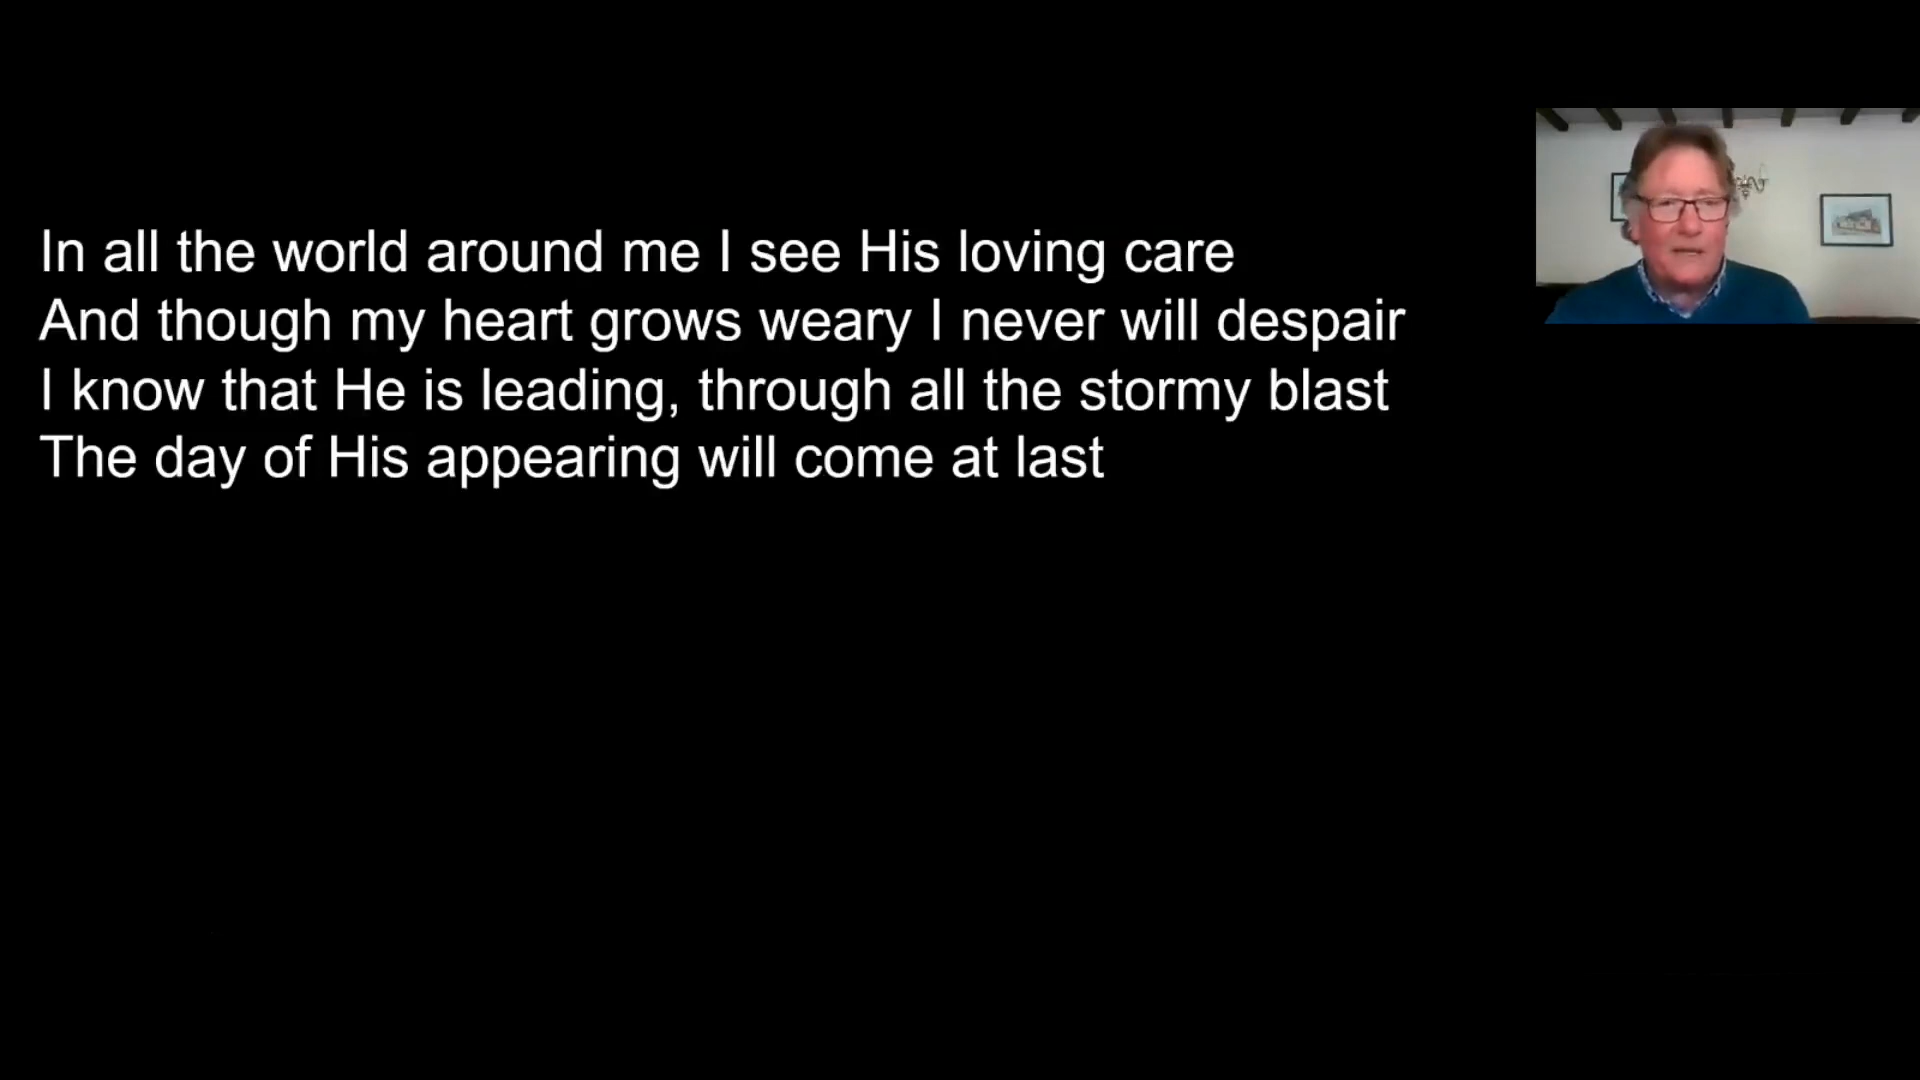 In all the world around me I see His loving care
And though my heart grows weary I never will despair
I know that He is leading, through all the stormy blast
The day of His appearing will come at last